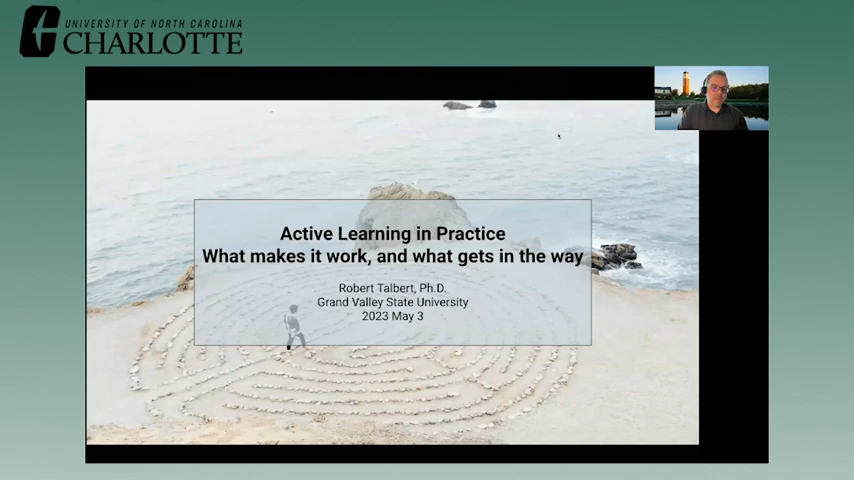 UNIVERSITY OF NORTH CAROLINA
CHARLOTTE
Active Learning in Practice
What makes it work, and what gets in the way
Robert Talbert, Ph.D.
Grand Valley State University
2023 May 3